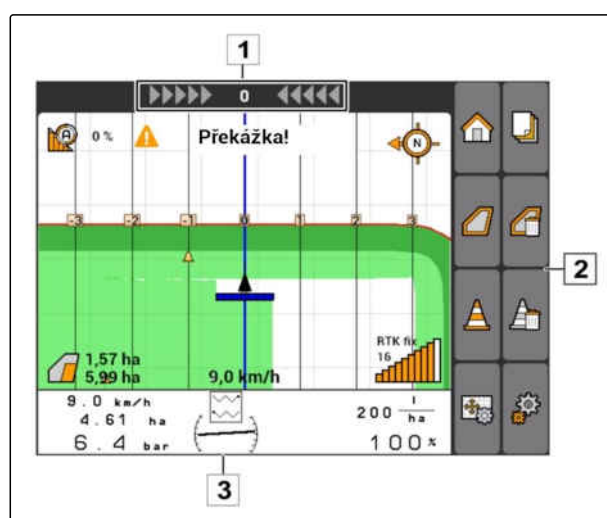 1
0
A 0 % Překážka! N
-3 -2 -1 0 1 2 3
2
RTK fix
16
1,57 ha
5,99 ha
9,0 km/h
9.0 km/h
4.61 ha
6.4 bar
200 l/ha
100 %
3